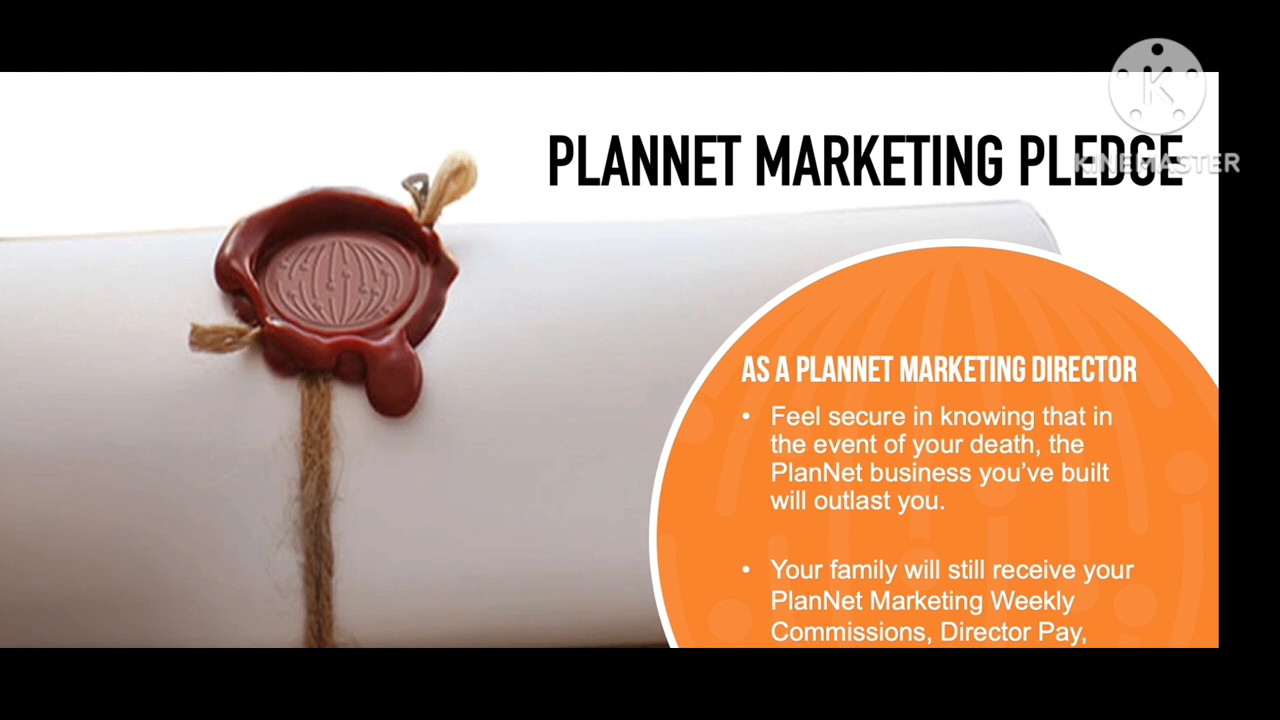 K
KINEMASTER
PLANNET MARKETING PLEDGE
AS A PLANNET MARKETING DIRECTOR
• Feel secure in knowing that in
the event of your death, the
PlanNet business you've built
will outlast you.
• Your family will still receive your
PlanNet Marketing Weekly
Commissions, Director Pay,